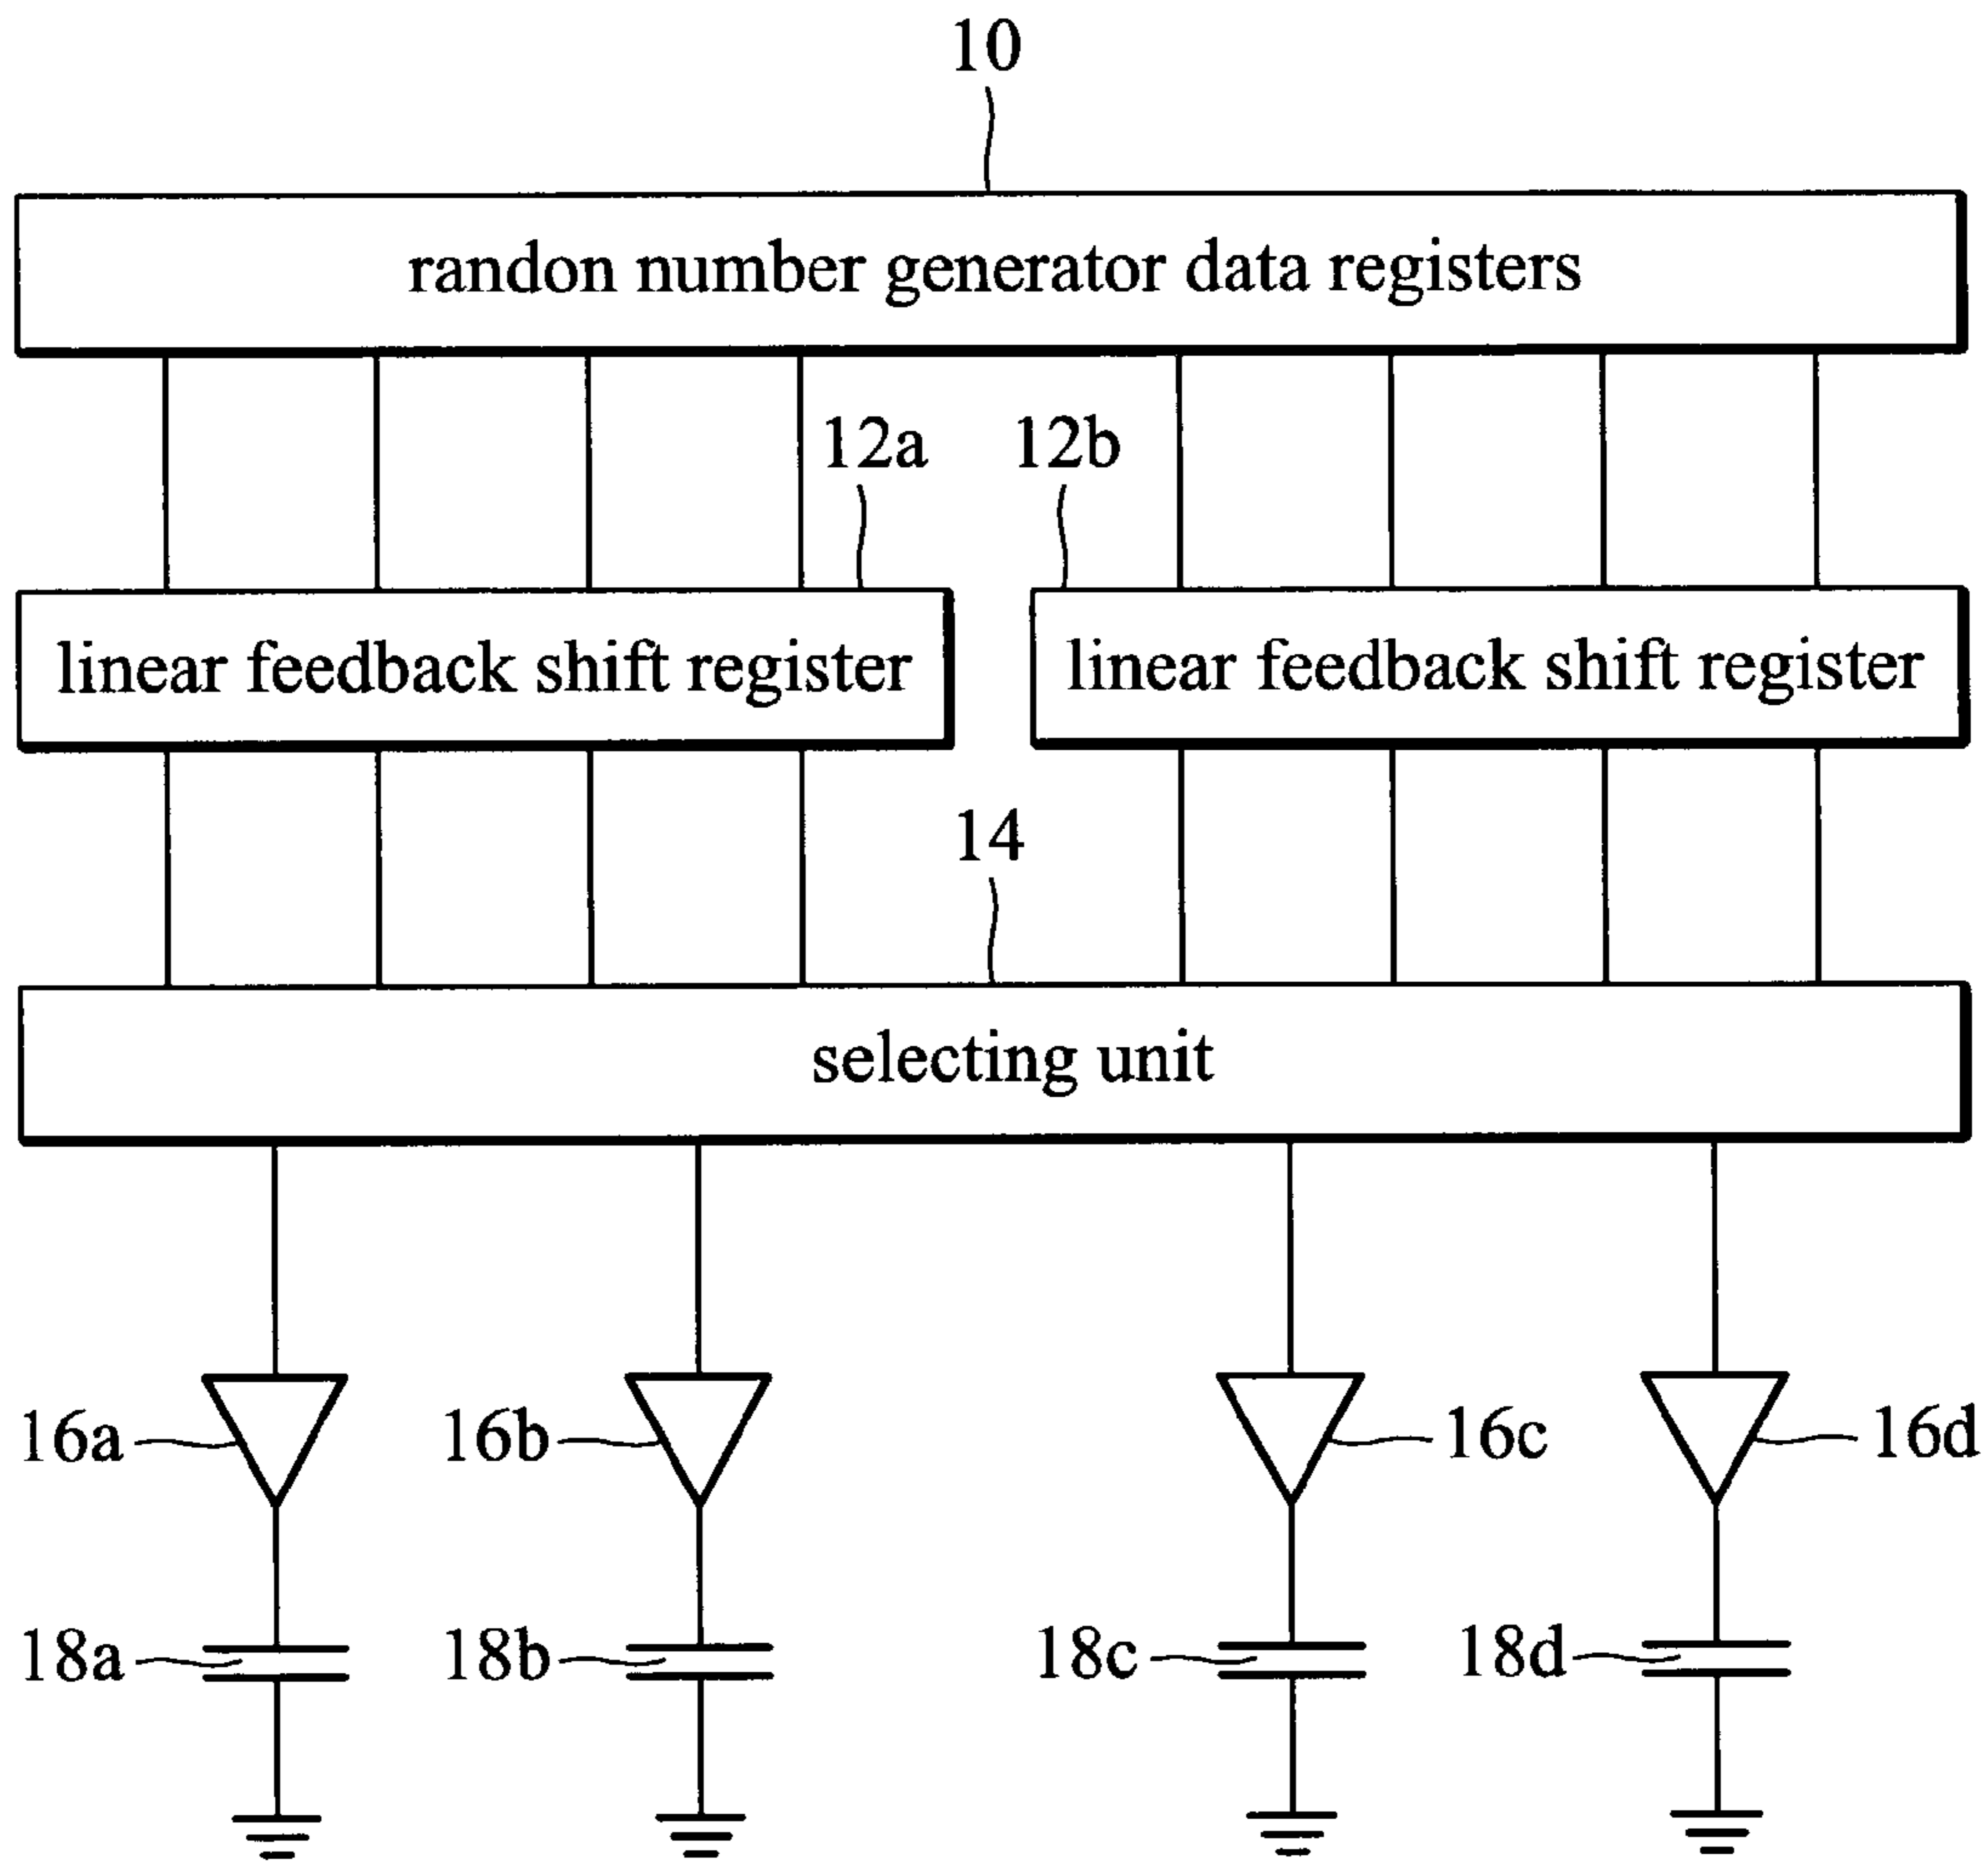 10
randon number generator data registers
12a 12b
linear feedback shift register
linear feedback shift register
14
selecting unit
16a 16b 16c 16d
18a 18b 18c 18d